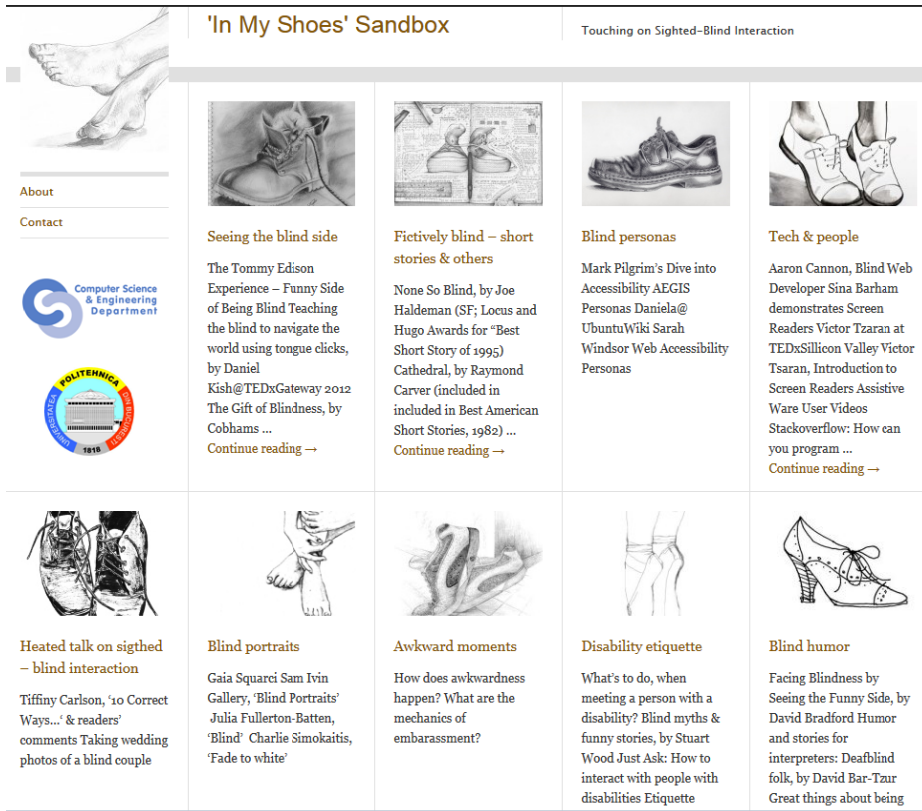 'In My Shoes' Sandbox
Touching on Sighted-Blind Interaction
About
Contact
Computer Science
& Engineering
Department
POLITEHNICA
UNIVERSITATEA
DIN BUCURESTI
1818
Seeing the blind side
The Tommy Edison
Experience – Funny Side
of Being Blind Teaching
the blind to navigate the
world using tongue clicks,
by Daniel
Kish@TEDxGateway 2012
The Gift of Blindness, by
Cobhams ...
Continue reading →
Fictively blind – short
stories & others
None So Blind, by Joe
Haldeman (SF; Locus and
Hugo Awards for “Best
Short Story of 1995)
Cathedral, by Raymond
Carver (included in
included in Best American
Short Stories, 1982) ...
Continue reading →
Blind personas
Mark Pilgrim’s Dive into
Accessibility AEGIS
Personas Daniela@
UbuntuWiki Sarah
Windsor Web Accessibility
Personas
Tech & people
Aaron Cannon, Blind Web
Developer Sina Barham
demonstrates Screen
Readers Victor Tzaran at
TEDxSillicon Valley Victor
Tsaran, Introduction to
Screen Readers Assistive
Ware User Videos
Stackoverflow: How can
you program ...
Continue reading →
Heated talk on sigthed
– blind interaction
Tiffiny Carlson, ‘10 Correct
Ways...‘ & readers’
comments Taking wedding
photos of a blind couple
Blind portraits
Gaia Squarci Sam Ivin
Gallery, ‘Blind Portraits’
Julia Fullerton-Batten,
‘Blind’ Charlie Simokaitis,
‘Fade to white’
Awkward moments
How does awkwardness
happen? What are the
mechanics of
embarassment?
Disability etiquette
What’s to do, when
meeting a person with a
disability? Blind myths &
funny stories, by Stuart
Wood Just Ask: How to
interact with people with
disabilities Etiquette
Blind humor
Facing Blindness by
Seeing the Funny Side, by
David Bradford Humor
and stories for
interpreters: Deafblind
folk, by David Bar-Tzur
Great things about being